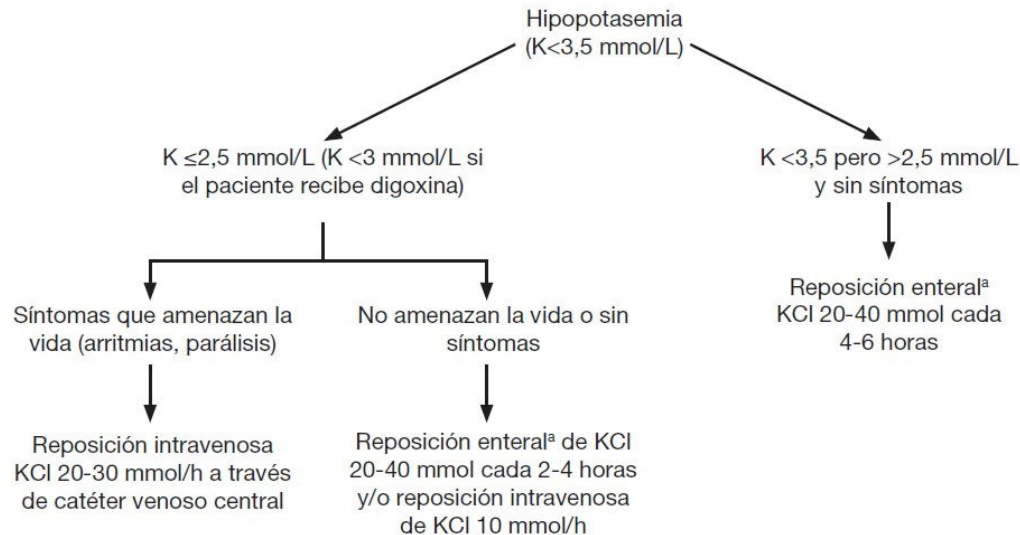 Hipopotasemia
(K<3,5 mmol/L)
K ≤2,5 mmol/L (K <3 mmol/L si
el paciente recibe digoxina)
K <3,5 pero >2,5 mmol/L
y sin síntomas
Síntomas que amenazan la
vida (arritmias, parálisis)
No amenazan la vida o sin
síntomas
Reposición enteralᵃ
KCl 20-40 mmol cada
4-6 horas
Reposición intravenosa
KCl 20-30 mmol/h a través
de catéter venoso central
Reposición enteralᵃ de KCl
20-40 mmol cada 2-4 horas
y/o reposición intravenosa
de KCl 10 mmol/h